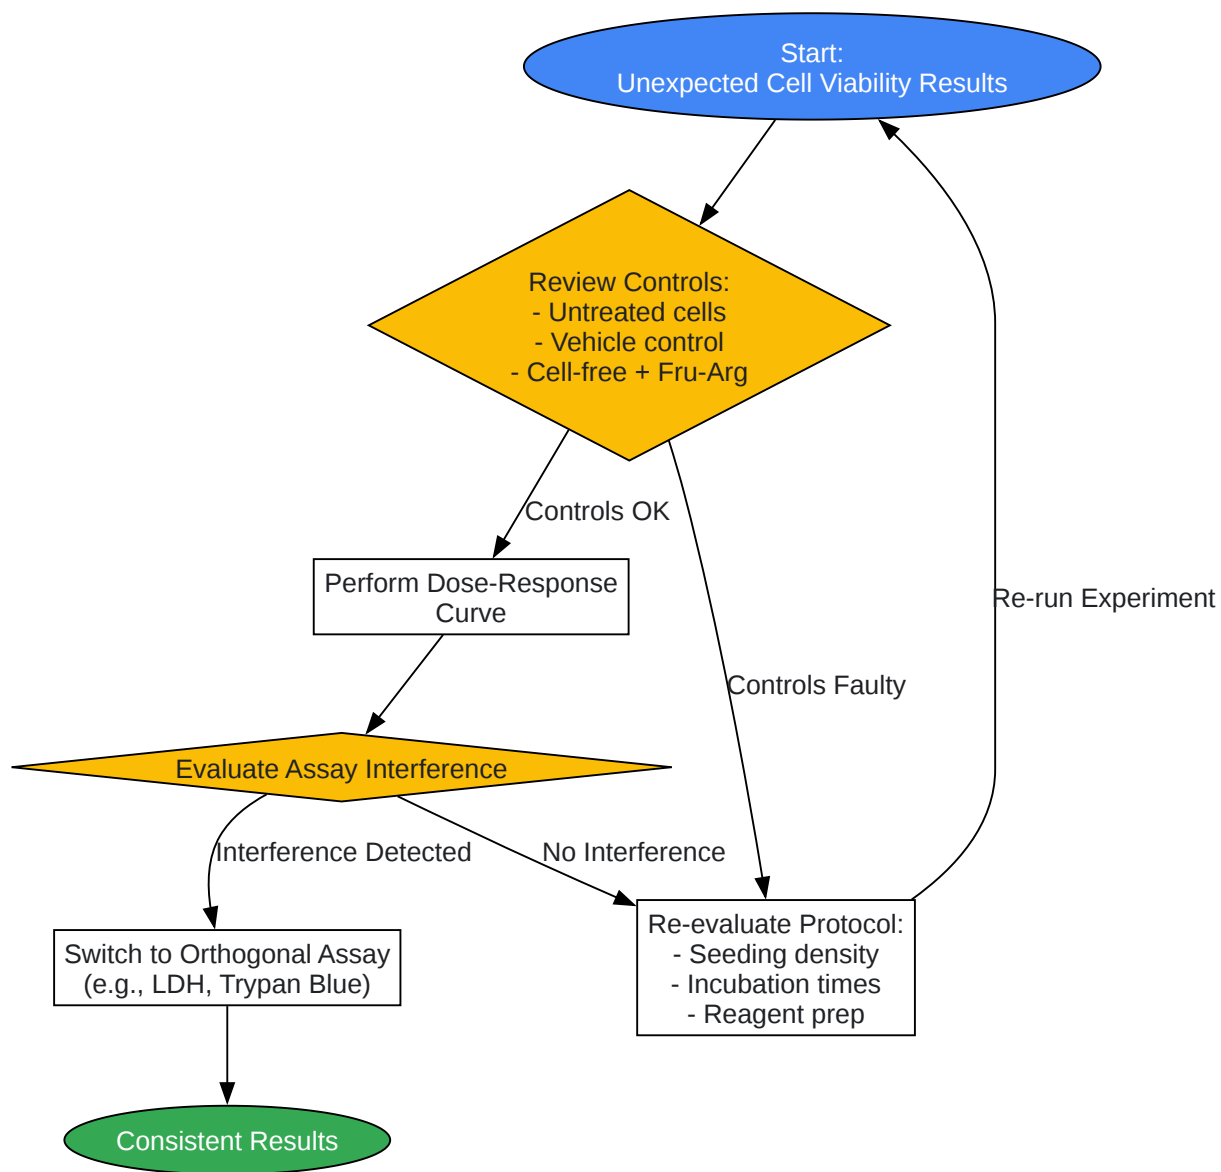 Start:
Unexpected Cell Viability Results
Review Controls:
- Untreated cells
- Vehicle control
- Cell-free + Fru-Arg
Controls OK
Perform Dose-Response
Curve
Re-run Experiment
Controls Faulty
Evaluate Assay Interference
Interference Detected
No Interference
Switch to Orthogonal Assay
(e.g., LDH, Trypan Blue)
Re-evaluate Protocol:
- Seeding density
- Incubation times
- Reagent prep
Consistent Results